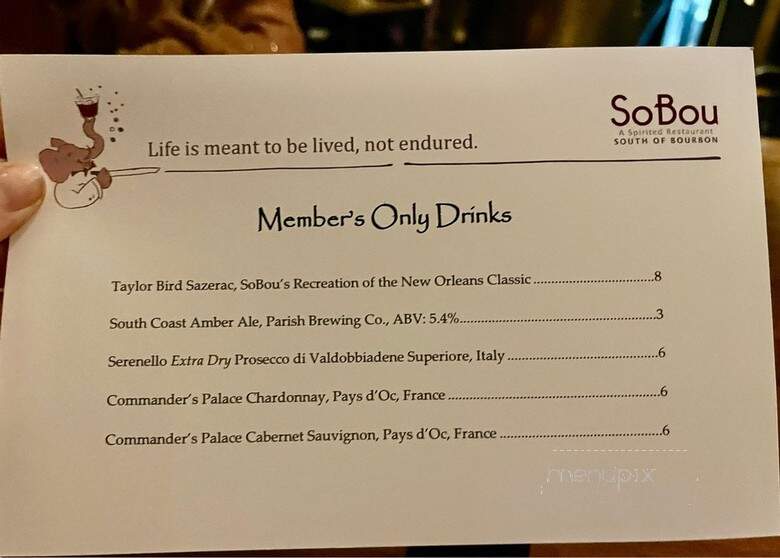 SoBou
A Spirited Restaurant
SOUTH OF BOURBON
Life is meant to be lived, not endured.
Member's Only Drinks
Taylor Bird Sazerac, SoBou's Recreation of the New Orleans Classic..................................8
South Coast Amber Ale, Parish Brewing Co., ABV: 5.4%.......................................................3
Serenello Extra Dry Prosecco di Valdobbiadene Superiore, Italy..........................................6
Commander's Palace Chardonnay, Pays d'Oc, France...........................................................6
Commander's Palace Cabernet Sauvignon, Pays d'Oc, France.............................................6
menupix